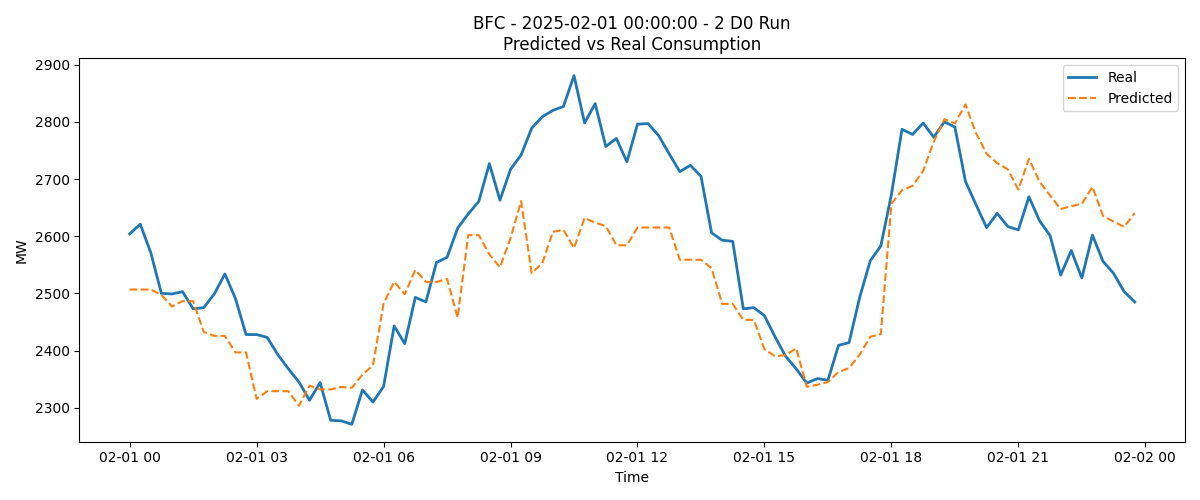 BFC - 2025-02-01 00:00:00 - 2 D0 Run
Predicted vs Real Consumption
Real
Predicted
MW
2900
2800
2700
2600
2500
2400
2300
02-01 00
02-01 03
02-01 06
02-01 09
02-01 12
02-01 15
02-01 18
02-01 21
02-02 00
Time